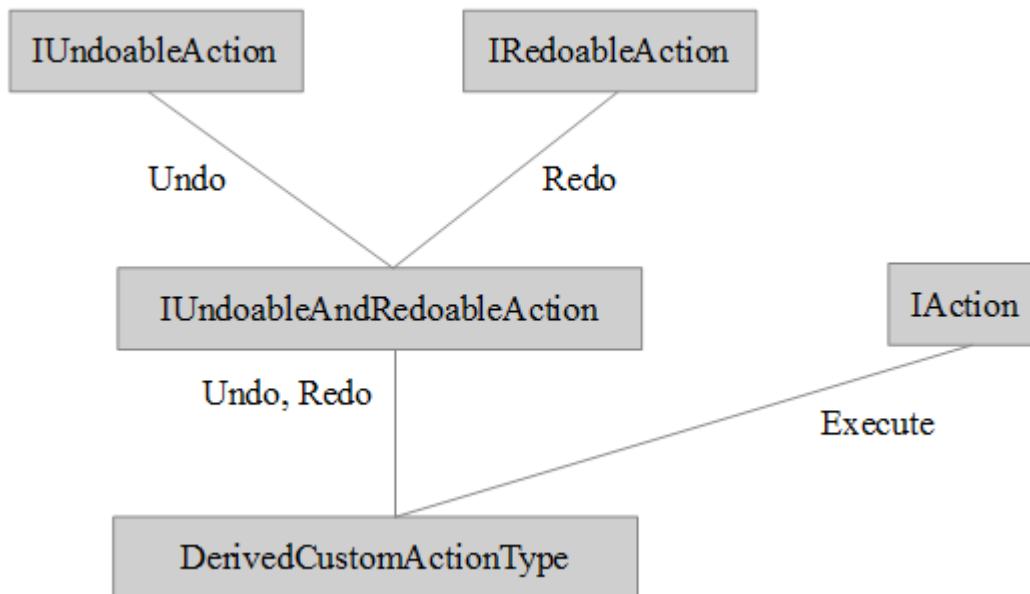 IUndoableAction
IRedoableAction
Undo
Redo
IUndoableAndRedoableAction
IAction
Undo, Redo
Execute
DerivedCustomActionType